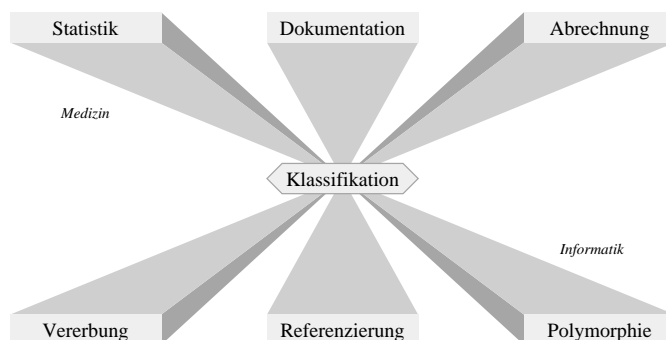 Statistik
Dokumentation
Abrechnung
Medizin
Klassifikation
Informatik
Vererbung
Referenzierung
Polymorphie